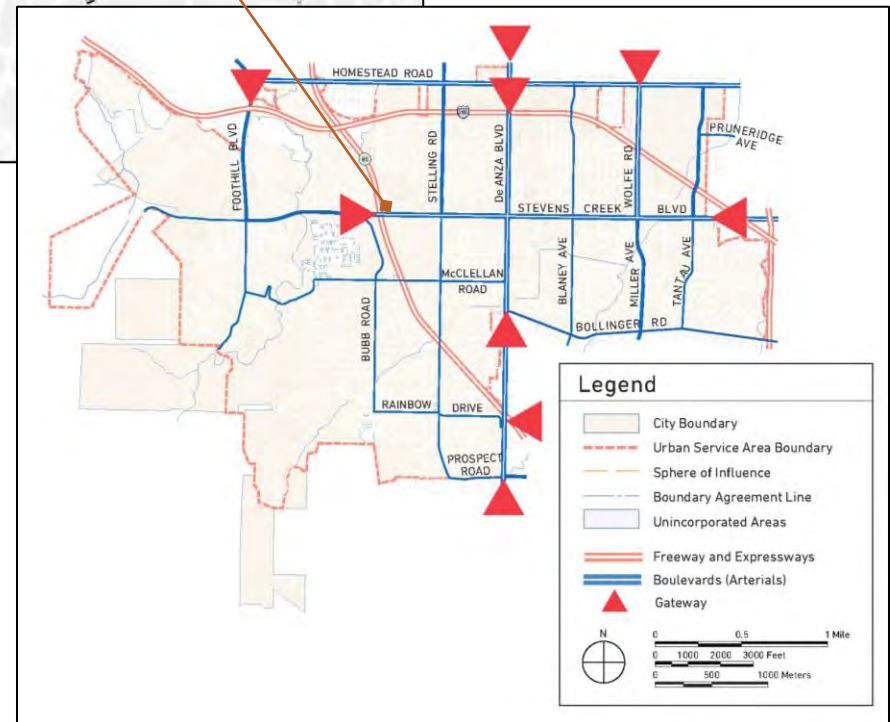 HOMESTEAD ROAD
280
85
PRUNERIDGE
AVE
FOOTHILL BLVD
STELLING RD
De ANZA BLVD
WOLFE RD
STEVENS CREEK BLVD
McCLELLAN
ROAD
BLANEY AVE
MILLER AVE
TANTAU AVE
BUBB ROAD
BOLLINGER RD
RAINBOW DRIVE
PROSPECT
ROAD
Legend
City Boundary
Urban Service Area Boundary
Sphere of Influence
Boundary Agreement Line
Unincorporated Areas
Freeway and Expressways
Boulevards (Arterials)
Gateway
N
0 0.5 1 Mile
0 1000 2000 3000 Feet
0 500 1000 Meters